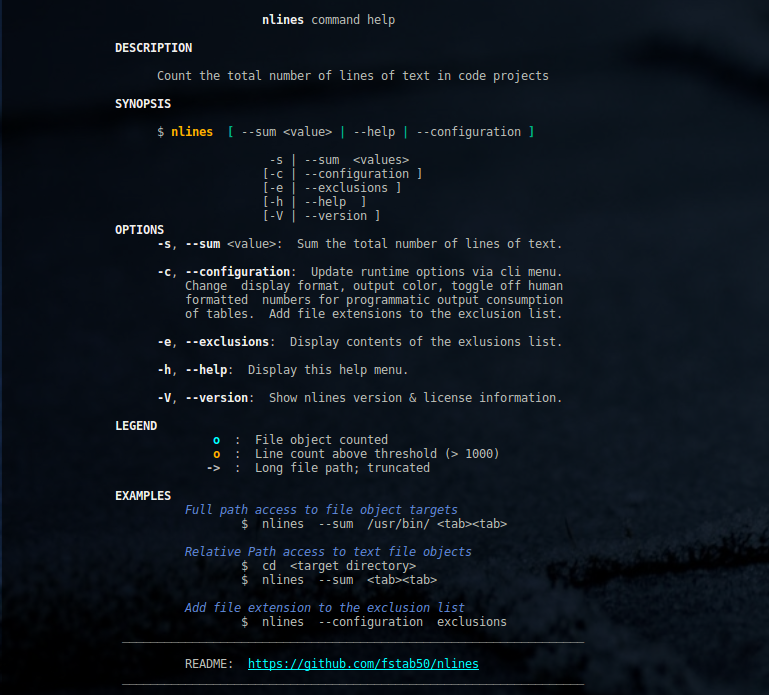 nlines command help
DESCRIPTION
Count the total number of lines of text in code projects
SYNOPSIS
$ nlines [ --sum <value> | --help | --configuration ]
-s | --sum <values>
[-c | --configuration ]
[-e | --exclusions ]
[-h | --help ]
[-V | --version ]
OPTIONS
-s, --sum <value>: Sum the total number of lines of text.
-c, --configuration: Update runtime options via cli menu.
Change display format, output color, toggle off human
formatted numbers for programmatic output consumption
of tables. Add file extensions to the exclusion list.
-e, --exclusions: Display contents of the exlusions list.
-h, --help: Display this help menu.
-V, --version: Show nlines version & license information.
LEGEND
o : File object counted
o : Line count above threshold (> 1000)
-> : Long file path; truncated
EXAMPLES
Full path access to file object targets
$ nlines --sum /usr/bin/ <tab><tab>
Relative Path access to text file objects
$ cd <target directory>
$ nlines --sum <tab><tab>
Add file extension to the exclusion list
$ nlines --configuration exclusions
README: https://github.com/fstab50/nlines